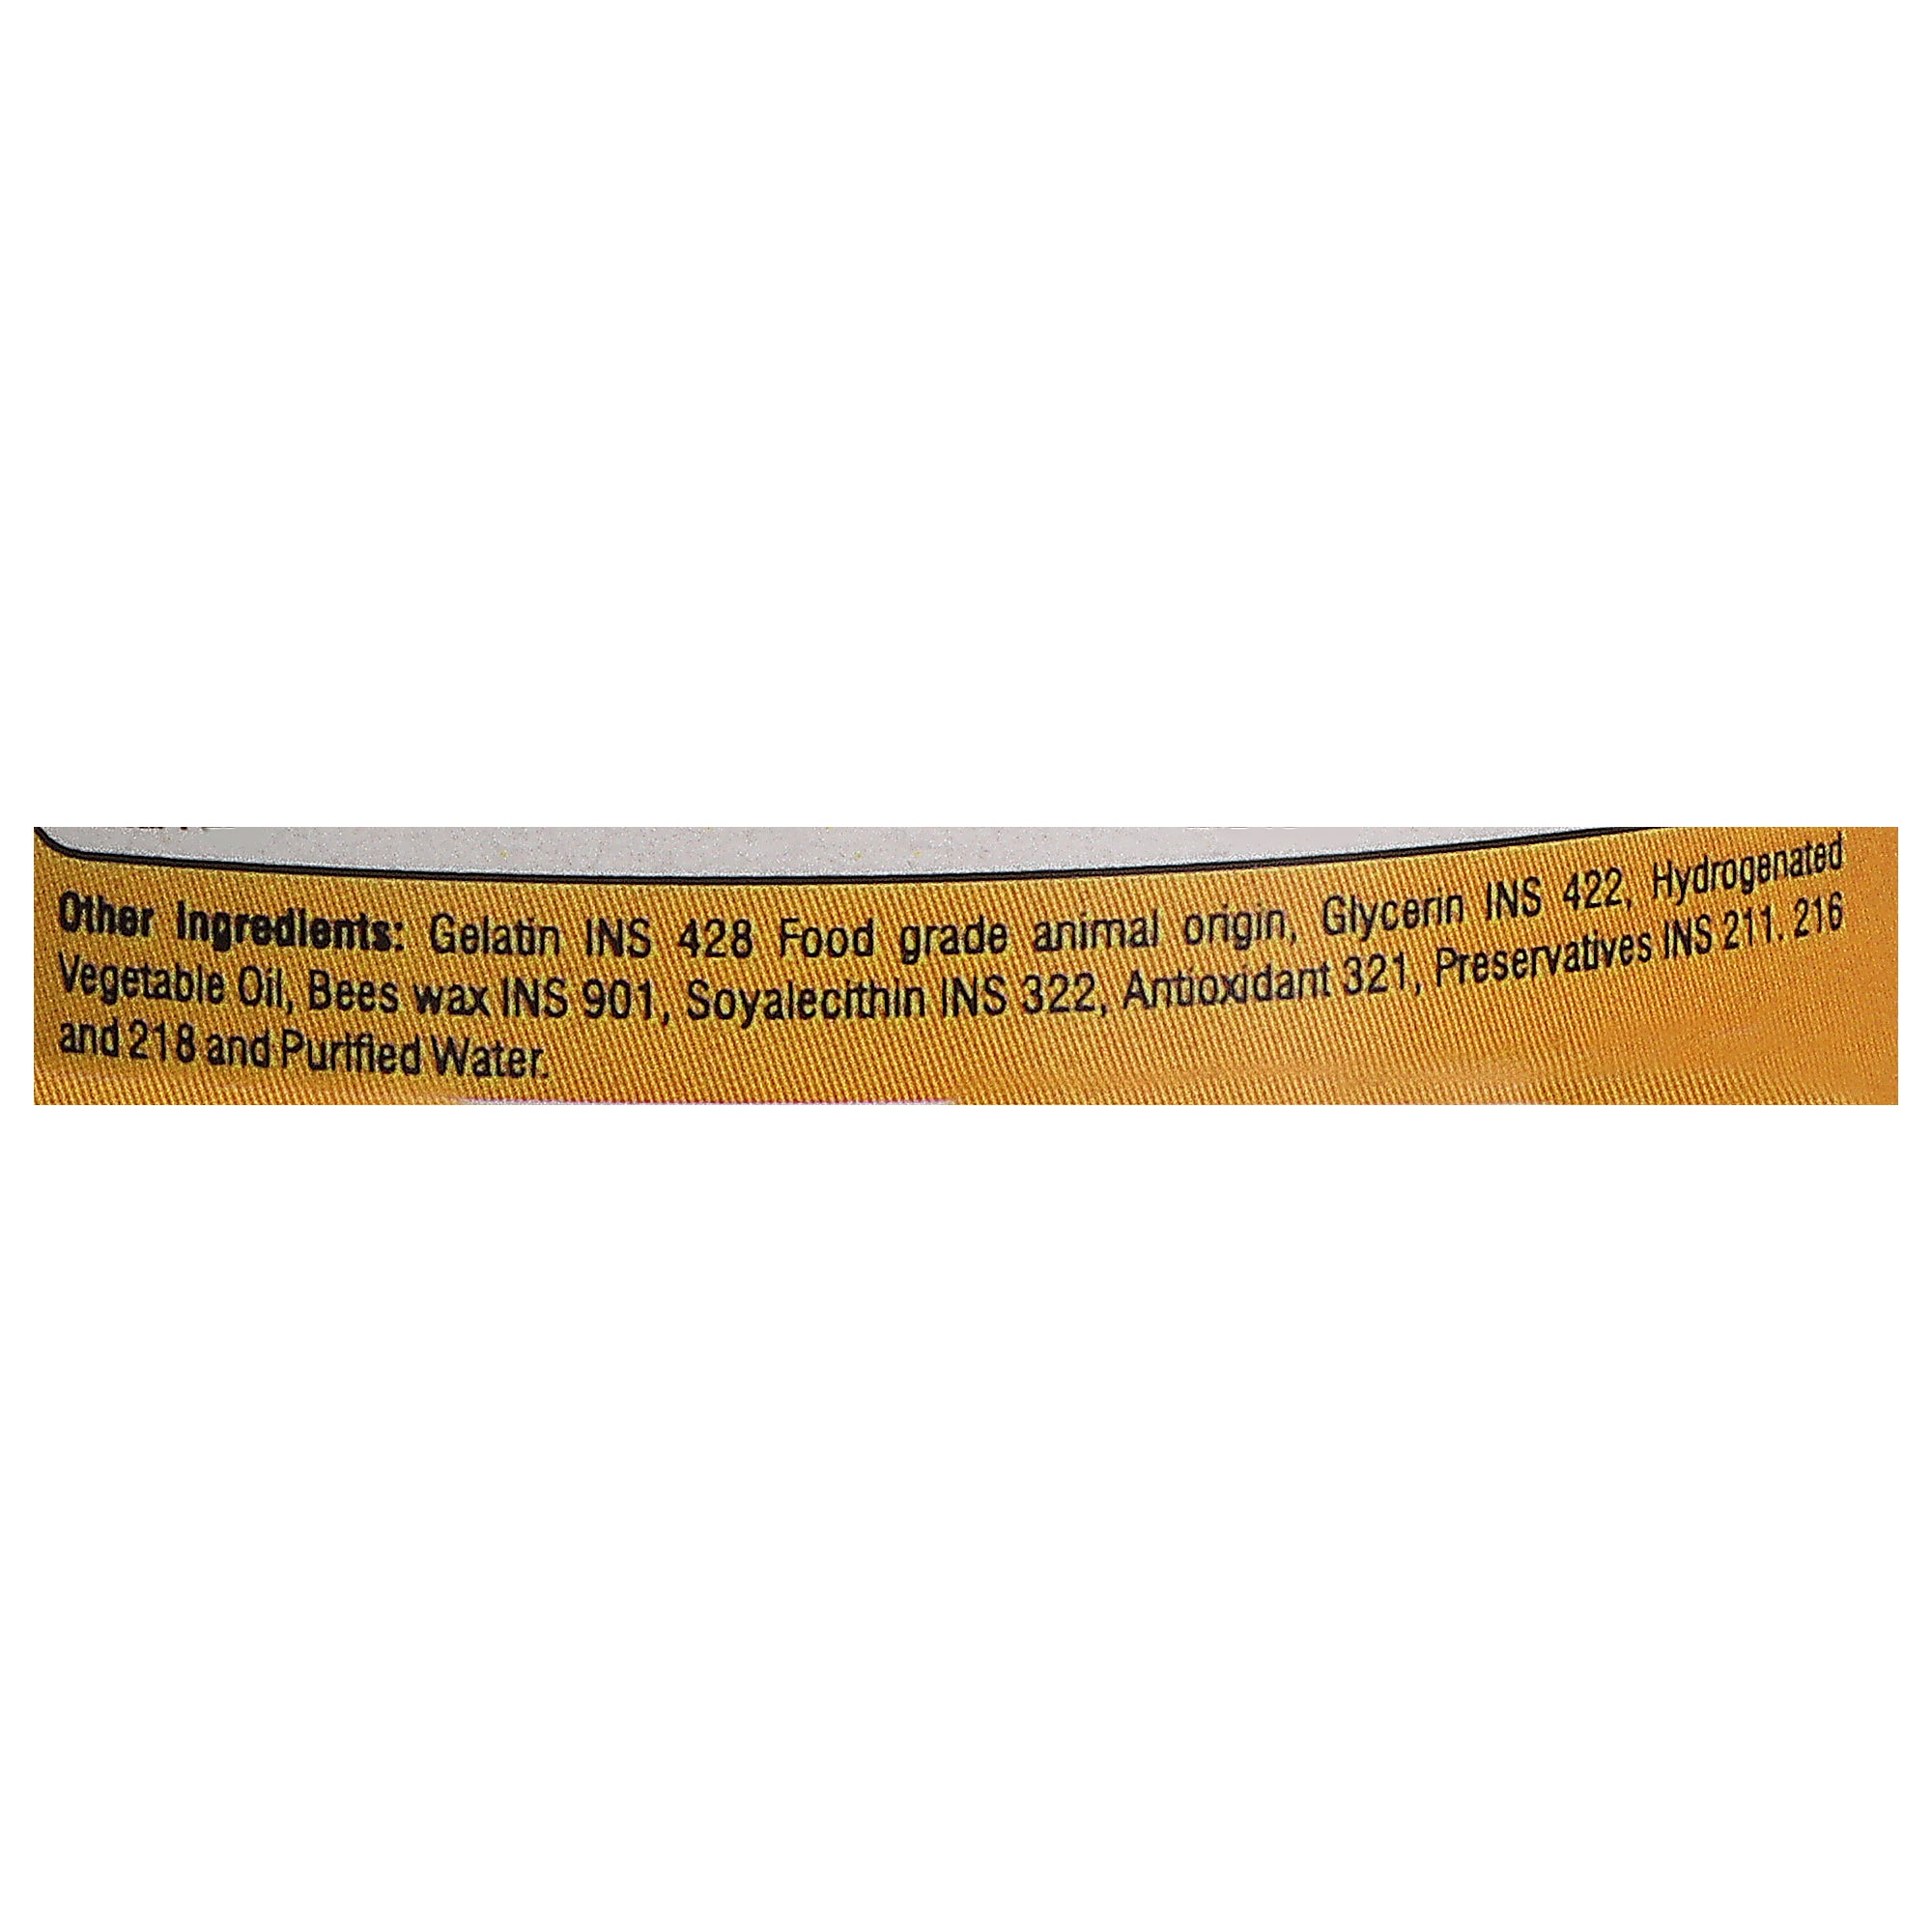 Other Ingredients: Gelatin INS 428 Food grade animal origin, Glycerin INS 422, Hydrogenated
Vegetable Oil, Bees wax INS 901, Soyalecithin INS 322, Antioxidant 321, Preservatives INS 211. 216
and 218 and Purified Water.